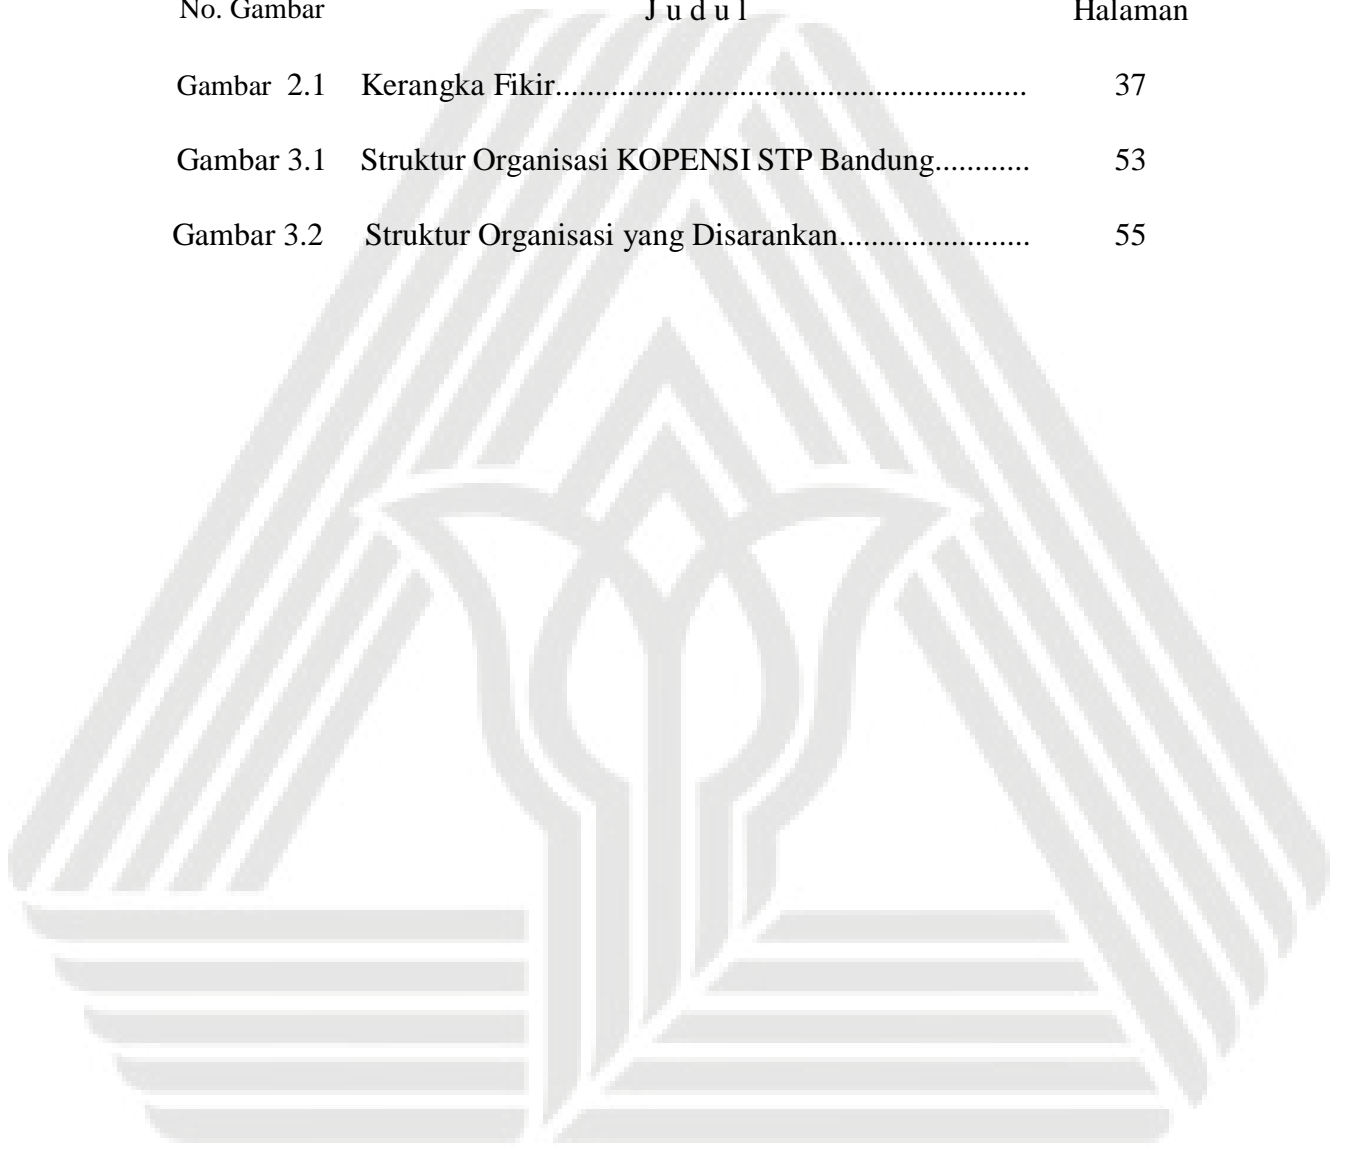 No. Gambar J u d u l Halaman
Gambar 2.1 Kerangka Fikir........................................................... 37
Gambar 3.1 Struktur Organisasi KOPENSI STP Bandung............ 53
Gambar 3.2 Struktur Organisasi yang Disarankan........................ 55